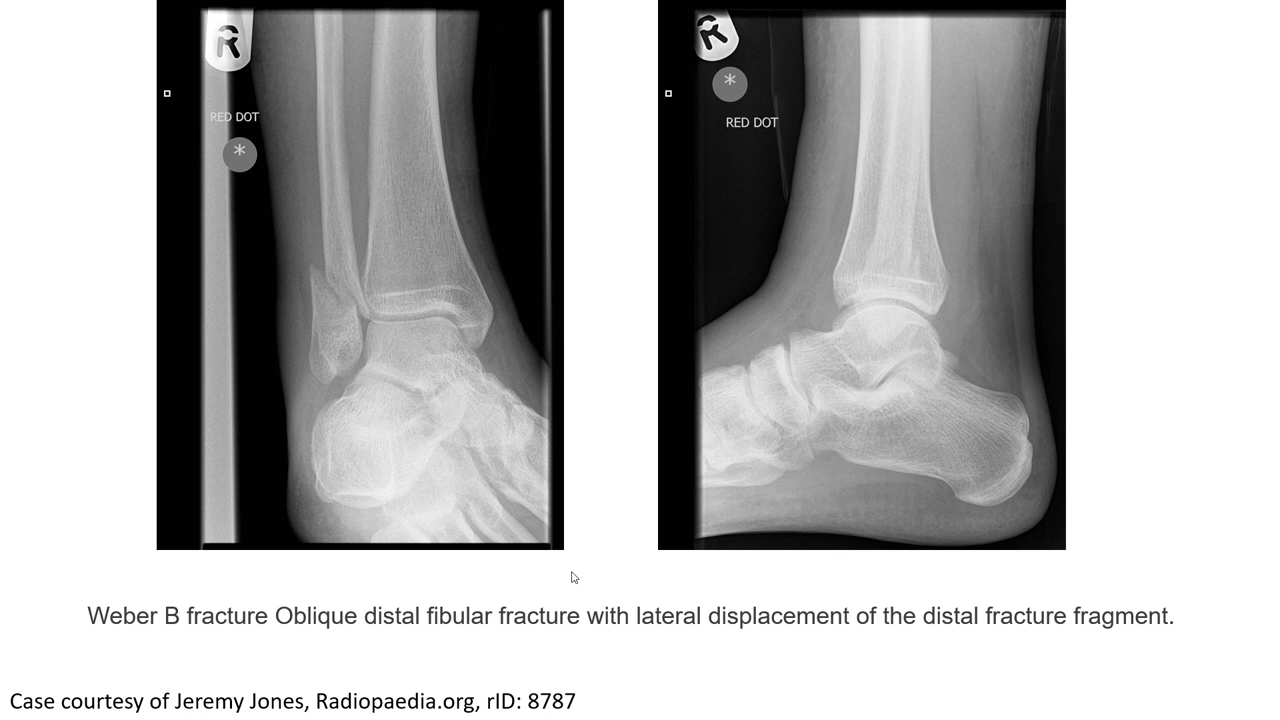 R
RED DOT
*
R
*
RED DOT
Weber B fracture Oblique distal fibular fracture with lateral displacement of the distal fracture fragment.
Case courtesy of Jeremy Jones, Radiopaedia.org, rID: 8787